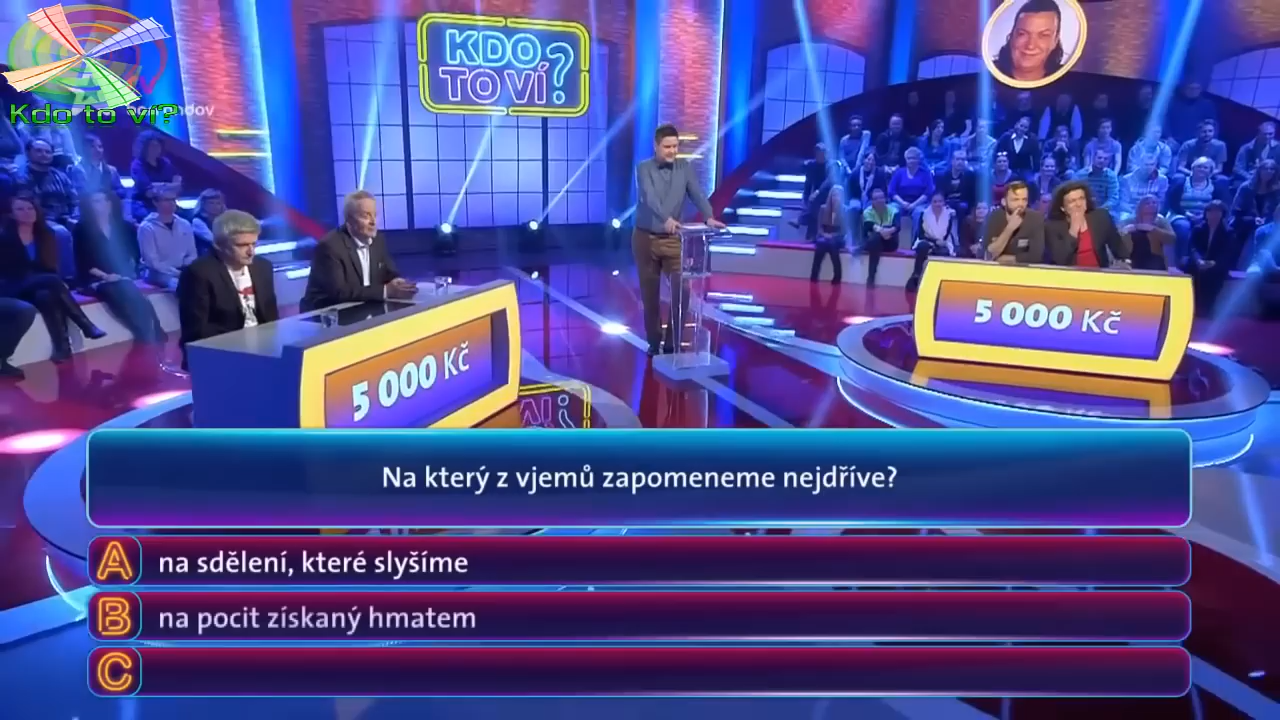 KDO
TO VÍ?
Kdo to ví?
5 000 Kč
5 000 Kč
Na který z vjemů zapomeneme nejdříve?
A na sdělení, které slyšíme
B na pocit získaný hmatem
C